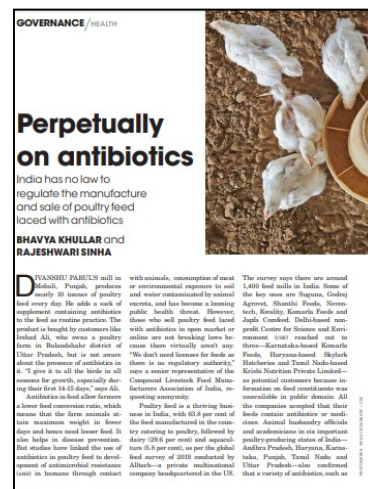 GOVERNANCE/HEALTH
Perpetually
on antibiotics
India has no law to
regulate the manufacture
and sale of poultry feed
laced with antibiotics
BHAVYA KHULLAR and
RAJESHWARI SINHA
DIVANSHU PARUL'S mill in
Mohali, Punjab, produces
nearly 10 tonnes of poultry
feed every day. He adds a sack of
supplement containing antibiotics
to the feed as routine practice. The
product is bought by customers like
Irshad Ali, who owns a poultry
farm in Bulandshahr district of
Uttar Pradesh, but is not aware
about the presence of antibiotics in
it. "I give it to all the birds in all
seasons for growth, especially dur-
ing their first 14-15 days," says Ali.
Antibiotics in feed allow farmers
a lower feed conversion ratio, which
means that the farm animals at-
tain maximum weight in fewer
days and hence need lesser feed. It
also helps in disease prevention.
But studies have linked the use of
antibiotics in poultry feed to devel-
opment of antimicrobial resistance
(AMR) in humans through contact
with animals, consumption of meat
or environmental exposure to soil
and water contaminated by animal
excreta, and has become a looming
public health threat. However,
those who sell poultry feed laced
with antibiotics in open market or
online are not breaking laws be-
cause there virtually aren't any.
"We don't need licenses for feeds as
there is no regulatory authority,"
says a senior representative of the
Compound Livestock Feed Manu-
facturers Association of India, re-
questing anonymity.
Poultry feed is a thriving busi-
ness in India, with 63.8 per cent of
the feed manufactured in the coun-
try catering to poultry, followed by
dairy (29.6 per cent) and aquacul-
ture (5.8 per cent), as per the global
feed survey of 2019 conducted by
Alltech—a private multinational
company headquartered in the US.
The survey says there are around
1,400 feed mills in India. Some of
the key ones are Suguna, Godrej
Agrovet, Shanthi Feeds, Noven-
tech, Kwality, Komarla Feeds and
Japfa Comfeed. Delhi-based non-
profit Centre for Science and Envi-
ronment (CSE) reached out to
three—Karnataka-based Komarla
Feeds, Haryana-based Skylark
Hatcheries and Tamil Nadu-based
Krishi Nutrition Private Limited—
as potential customers because in-
formation on feed constituents was
unavailable in public domain. All
the companies accepted that their
feeds contain antibiotics or medi-
cines. Animal husbandry officials
and academicians in six important
poultry-producing states of India—
Andhra Pradesh, Haryana, Karna-
taka, Punjab, Tamil Nadu and
Uttar Pradesh—also confirmed
that a variety of antibiotics, such as